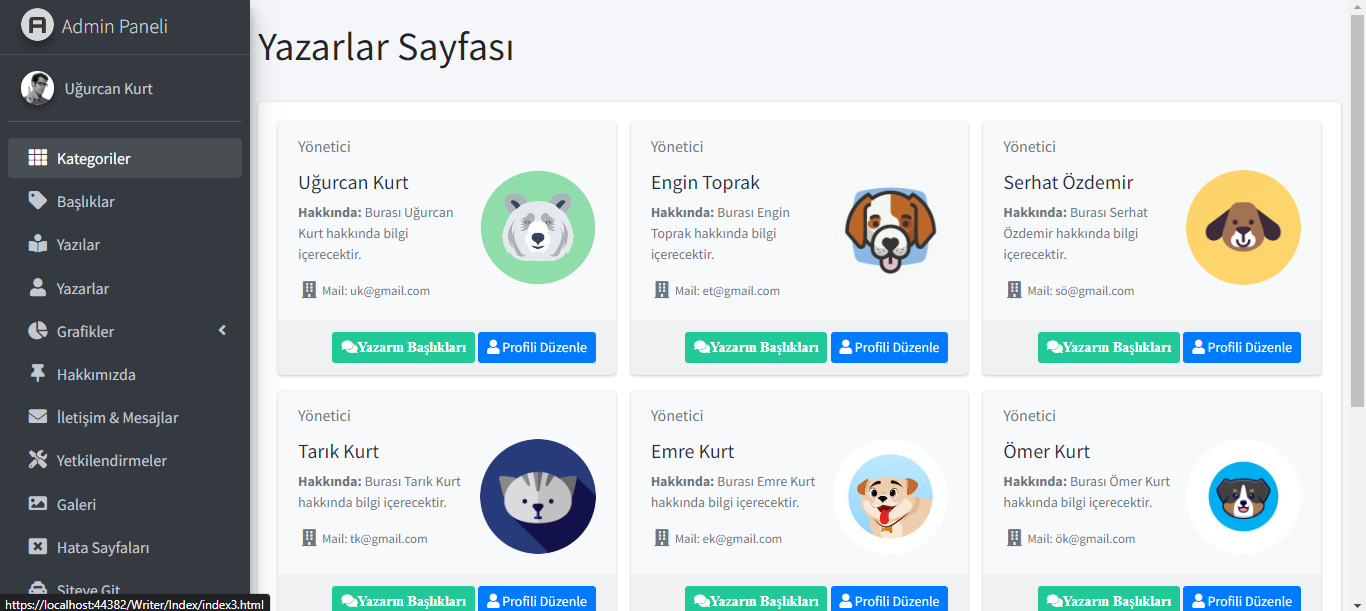 Admin Paneli
Uğurcan Kurt
Kategoriler
Başlıklar
Yazılar
Yazarlar
Grafikler
Hakkımızda
İletişim & Mesajlar
Yetkilendirmeler
Galeri
Hata Sayfaları
Siteye Git
https://localhost:44382/Writer/Index/index3.html
Yazarlar Sayfası
Yönetici
Uğurcan Kurt
Hakkında: Burası Uğurcan
Kurt hakkında bilgi
içerecektir.
Mail: uk@gmail.com
Yazarın Başlıkları
Profili Düzenle
Yönetici
Engin Toprak
Hakkında: Burası Engin
Toprak hakkında bilgi
içerecektir.
Mail: et@gmail.com
Yazarın Başlıkları
Profili Düzenle
Yönetici
Serhat Özdemir
Hakkında: Burası Serhat
Özdemir hakkında bilgi
içerecektir.
Mail: sö@gmail.com
Yazarın Başlıkları
Profili Düzenle
Yönetici
Tarık Kurt
Hakkında: Burası Tarık Kurt
hakkında bilgi içerecektir.
Mail: tk@gmail.com
Yazarın Başlıkları
Profili Düzenle
Yönetici
Emre Kurt
Hakkında: Burası Emre Kurt
hakkında bilgi içerecektir.
Mail: ek@gmail.com
Yazarın Başlıkları
Profili Düzenle
Yönetici
Ömer Kurt
Hakkında: Burası Ömer Kurt
hakkında bilgi içerecektir.
Mail: ök@gmail.com
Yazarın Başlıkları
Profili Düzenle